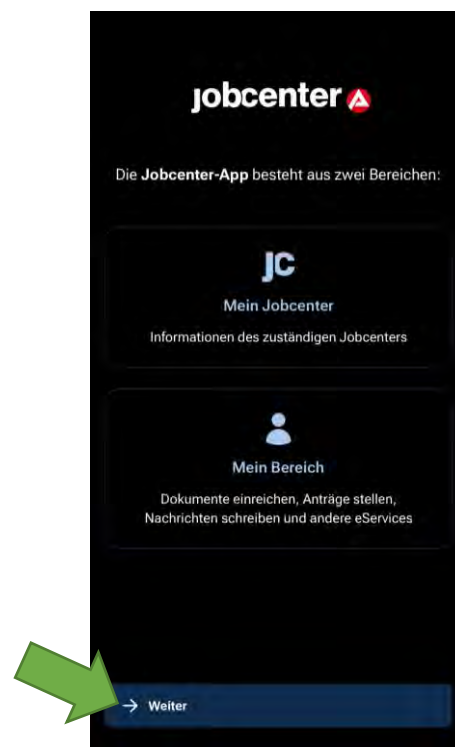 jobcenter
Die Jobcenter-App besteht aus zwei Bereichen:
JC
Mein Jobcenter
Informationen des zuständigen Jobcenters
Mein Bereich
Dokumente einreichen, Anträge stellen,
Nachrichten schreiben und andere eServices
Weiter